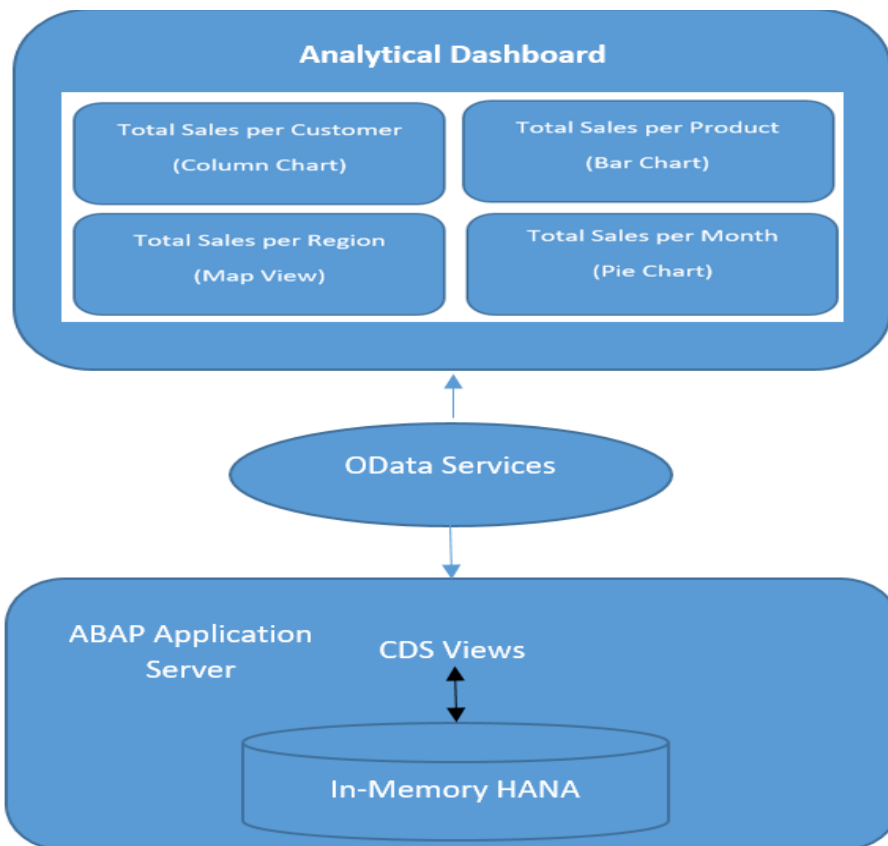 Analytical Dashboard
Total Sales per Customer
(Column Chart)
Total Sales per Product
(Bar Chart)
Total Sales per Region
(Map View)
Total Sales per Month
(Pie Chart)
OData Services
ABAP Application
Server
CDS Views
In-Memory HANA